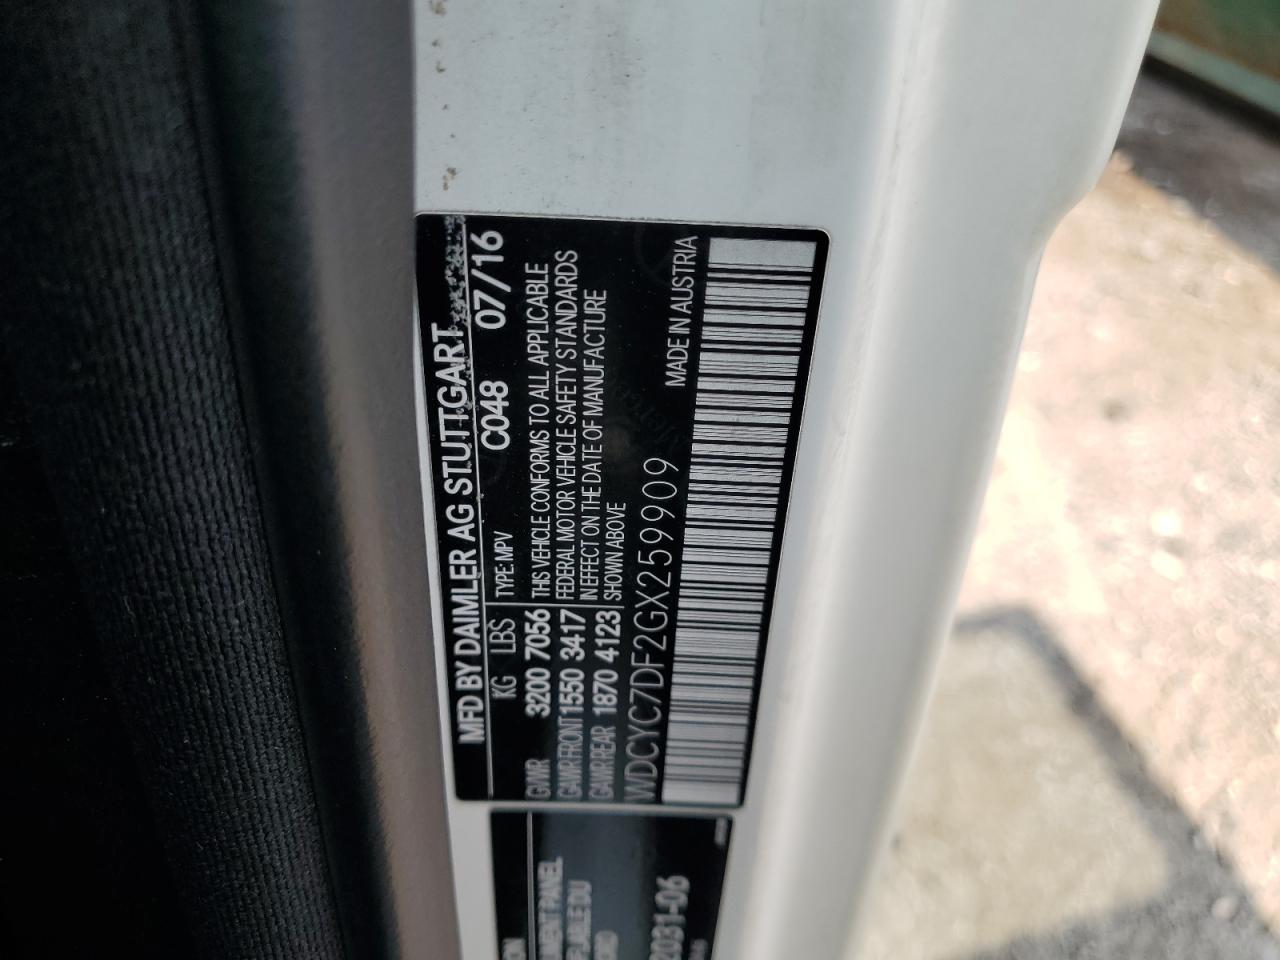 MFD BY DAIMLER AG STUTTGART
KG LBS TYPE:MPV C048 07/16
GVWR 3200 7056 THIS VEHICLE CONFORMS TO ALL APPLICABLE
GAWR FRONT 1550 3417 FEDERAL MOTOR VEHICLE SAFETY STANDARDS
GAWR REAR 1870 4123 IN EFFECT ON THE DATE OF MANUFACTURE
SHOWN ABOVE
WDCYC7DF2GX259909 MADE IN AUSTRIA
PANEL
DU
2031-06